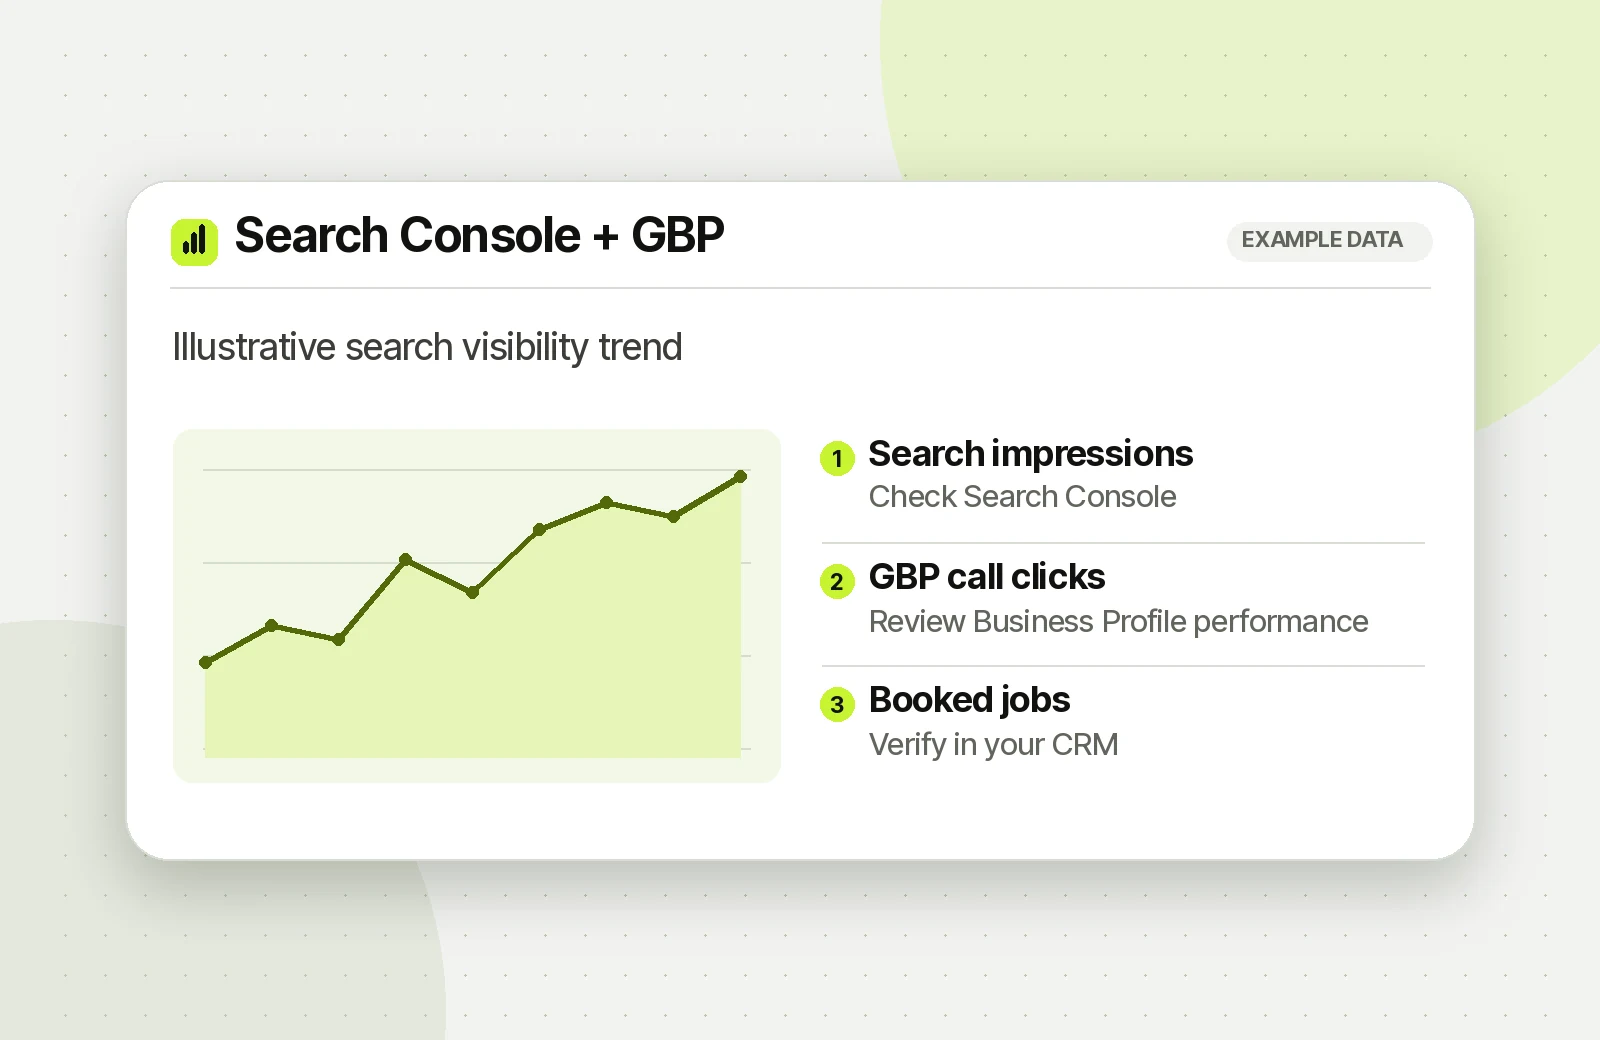 Search Console + GBP
EXAMPLE DATA
Illustrative search visibility trend
1 Search impressions
Check Search Console
2 GBP call clicks
Review Business Profile performance
3 Booked jobs
Verify in your CRM